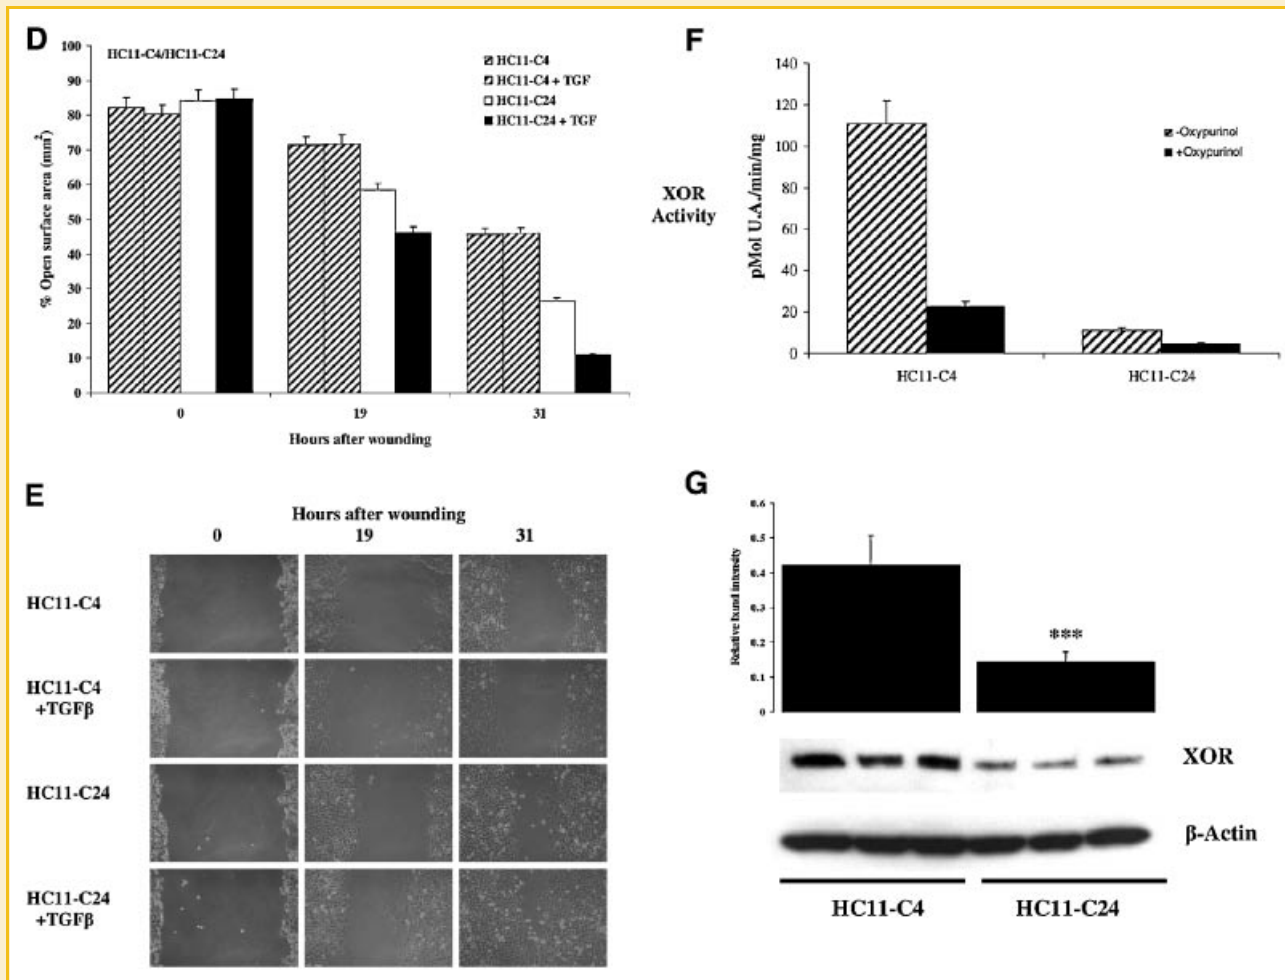 D
HC11-C4/HC11-C24
HC11-C4
HC11-C4 + TGF
HC11-C24
HC11-C24 + TGF
% Open surface area (mm²)
100
90
80
70
60
50
40
30
20
10
0
0 19 31
Hours after wounding
F
XOR
Activity
pMol U.A./min/mg
140
120
100
80
60
40
20
0
-Oxypurinol
+Oxypurinol
HC11-C4 HC11-C24
E
Hours after wounding
0 19 31
HC11-C4
HC11-C4
+TGFβ
HC11-C24
HC11-C24
+TGFβ
G
Relative band intensity
0.6
0.5
0.4
0.3
0.2
0.1
0
***
XOR
β-Actin
HC11-C4 HC11-C24